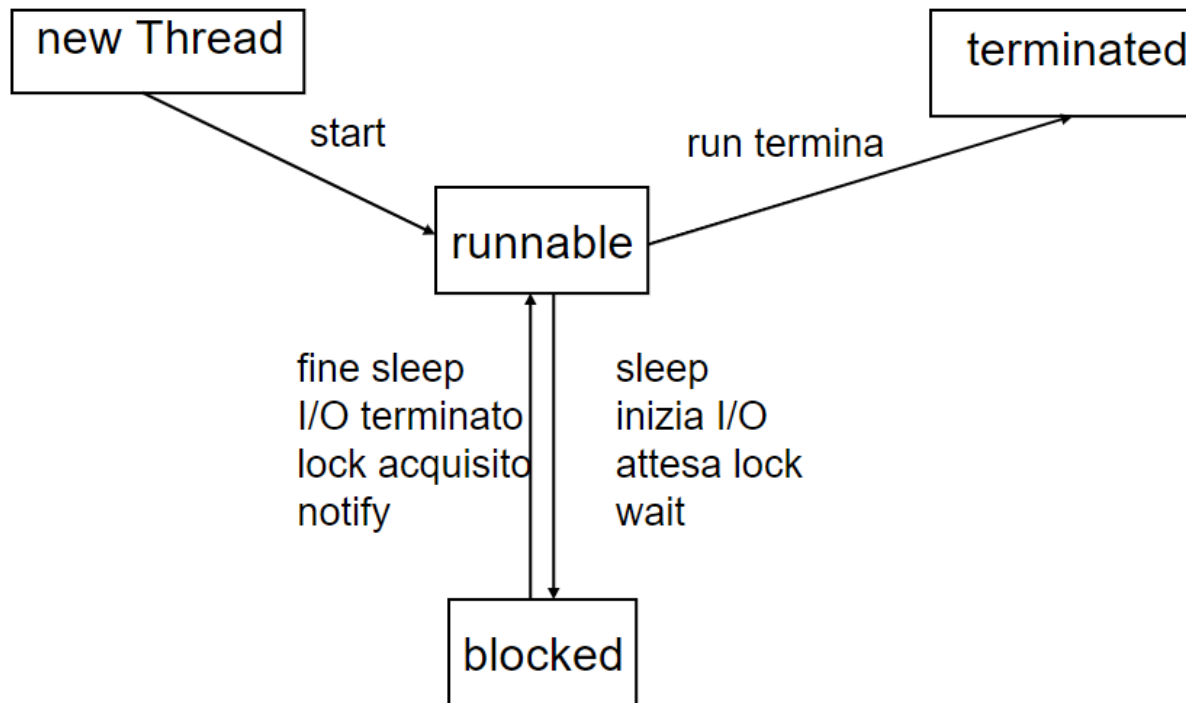 new Thread
terminated
start
run termina
runnable
fine sleep
I/O terminato
lock acquisito
notify
sleep
inizia I/O
attesa lock
wait
blocked